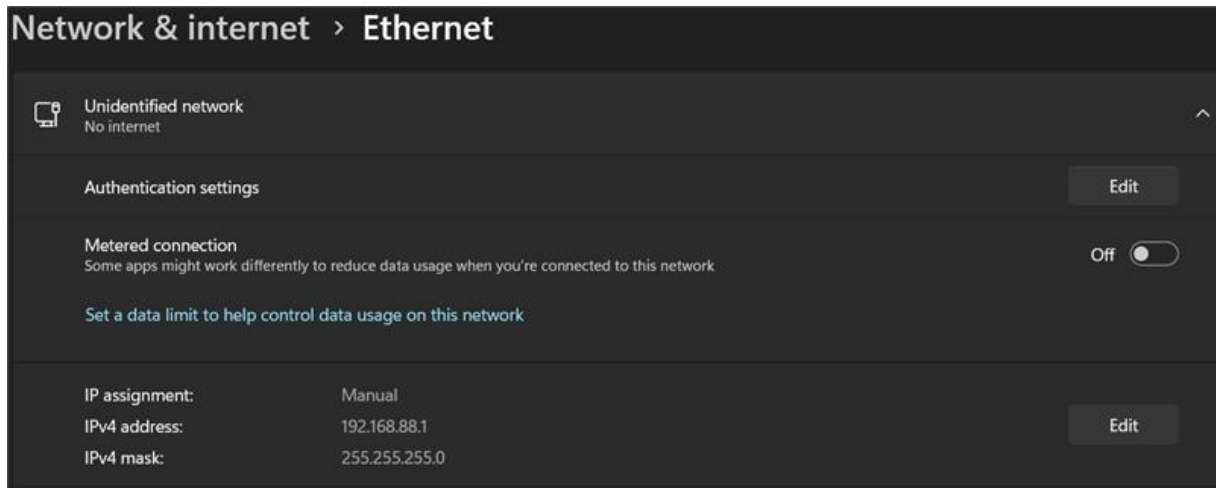 Network & internet > Ethernet
Unidentified network
No internet
Authentication settings
Edit
Metered connection
Some apps might work differently to reduce data usage when you're connected to this network
Off
Set a data limit to help control data usage on this network
IP assignment: Manual
IPv4 address: 192.168.88.1
Edit
IPv4 mask: 255.255.255.0